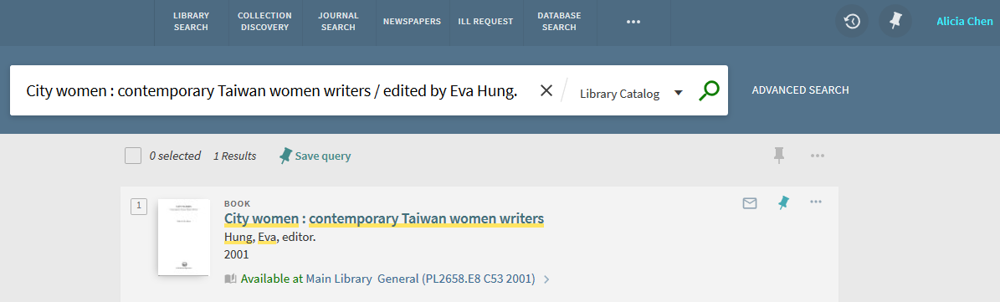 LIBRARY SEARCH
COLLECTION DISCOVERY
JOURNAL SEARCH
NEWSPAPERS
ILL REQUEST
DATABASE SEARCH
Alicia Chen
City women : contemporary Taiwan women writers / edited by Eva Hung.
Library Catalog
ADVANCED SEARCH
0 selected
1 Results
Save query
1
BOOK
City women : contemporary Taiwan women writers
Hung, Eva, editor.
2001
Available at Main Library General (PL2658.E8 C53 2001)